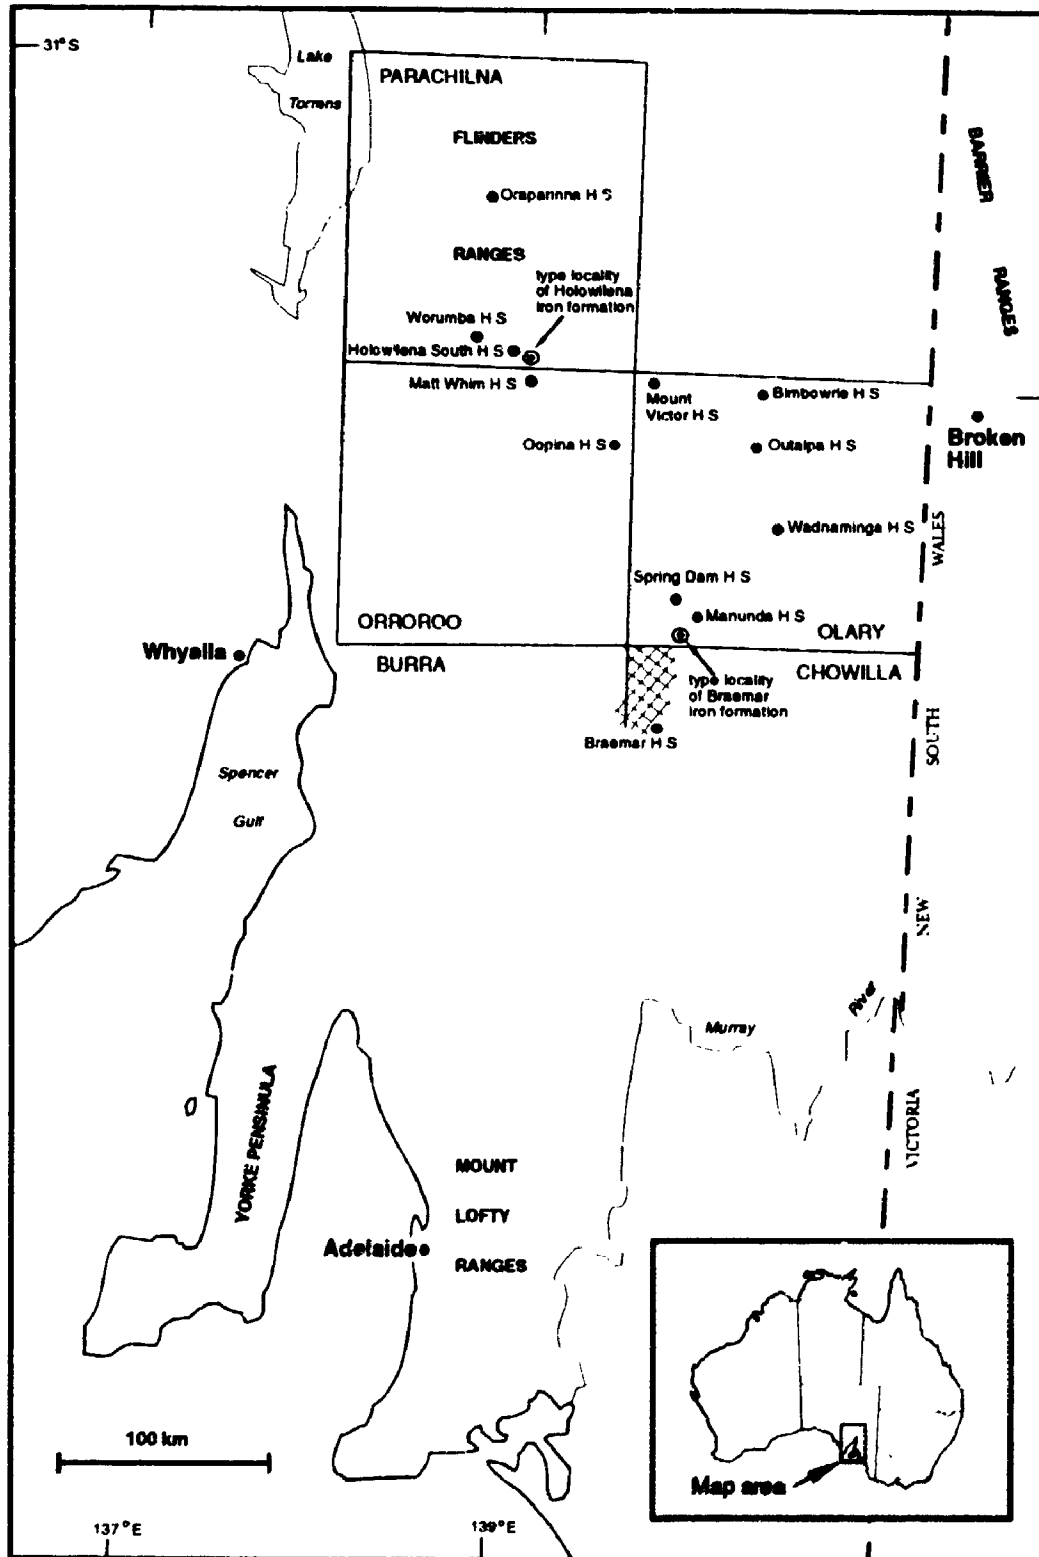 31°S
Lake
Torrens
PARACHILNA
FLINDERS
Oraparinna H S
RANGES
type locality
of Holowilena
iron formation
BARRIER
RANGES
Worumba H S
Holowilena South H S
Matt Whim H S
Mount
Victor H S
Bimbowrie H S
Broken
Hill
Oopina H S
Outalpa H S
Wadnaminga H S
WALES
Spring Dam H S
Manunda H S
ORROROO
OLARY
Whyalla
BURRA
CHOWILLA
type locality
of Braemar
iron formation
Braemar H S
SOUTH
Spencer
Gulf
NEW
Murray
River
VICTORIA
YORKE PENSINULA
MOUNT
LOFTY
RANGES
Adelaide
100 km
Map area
137°E
139°E